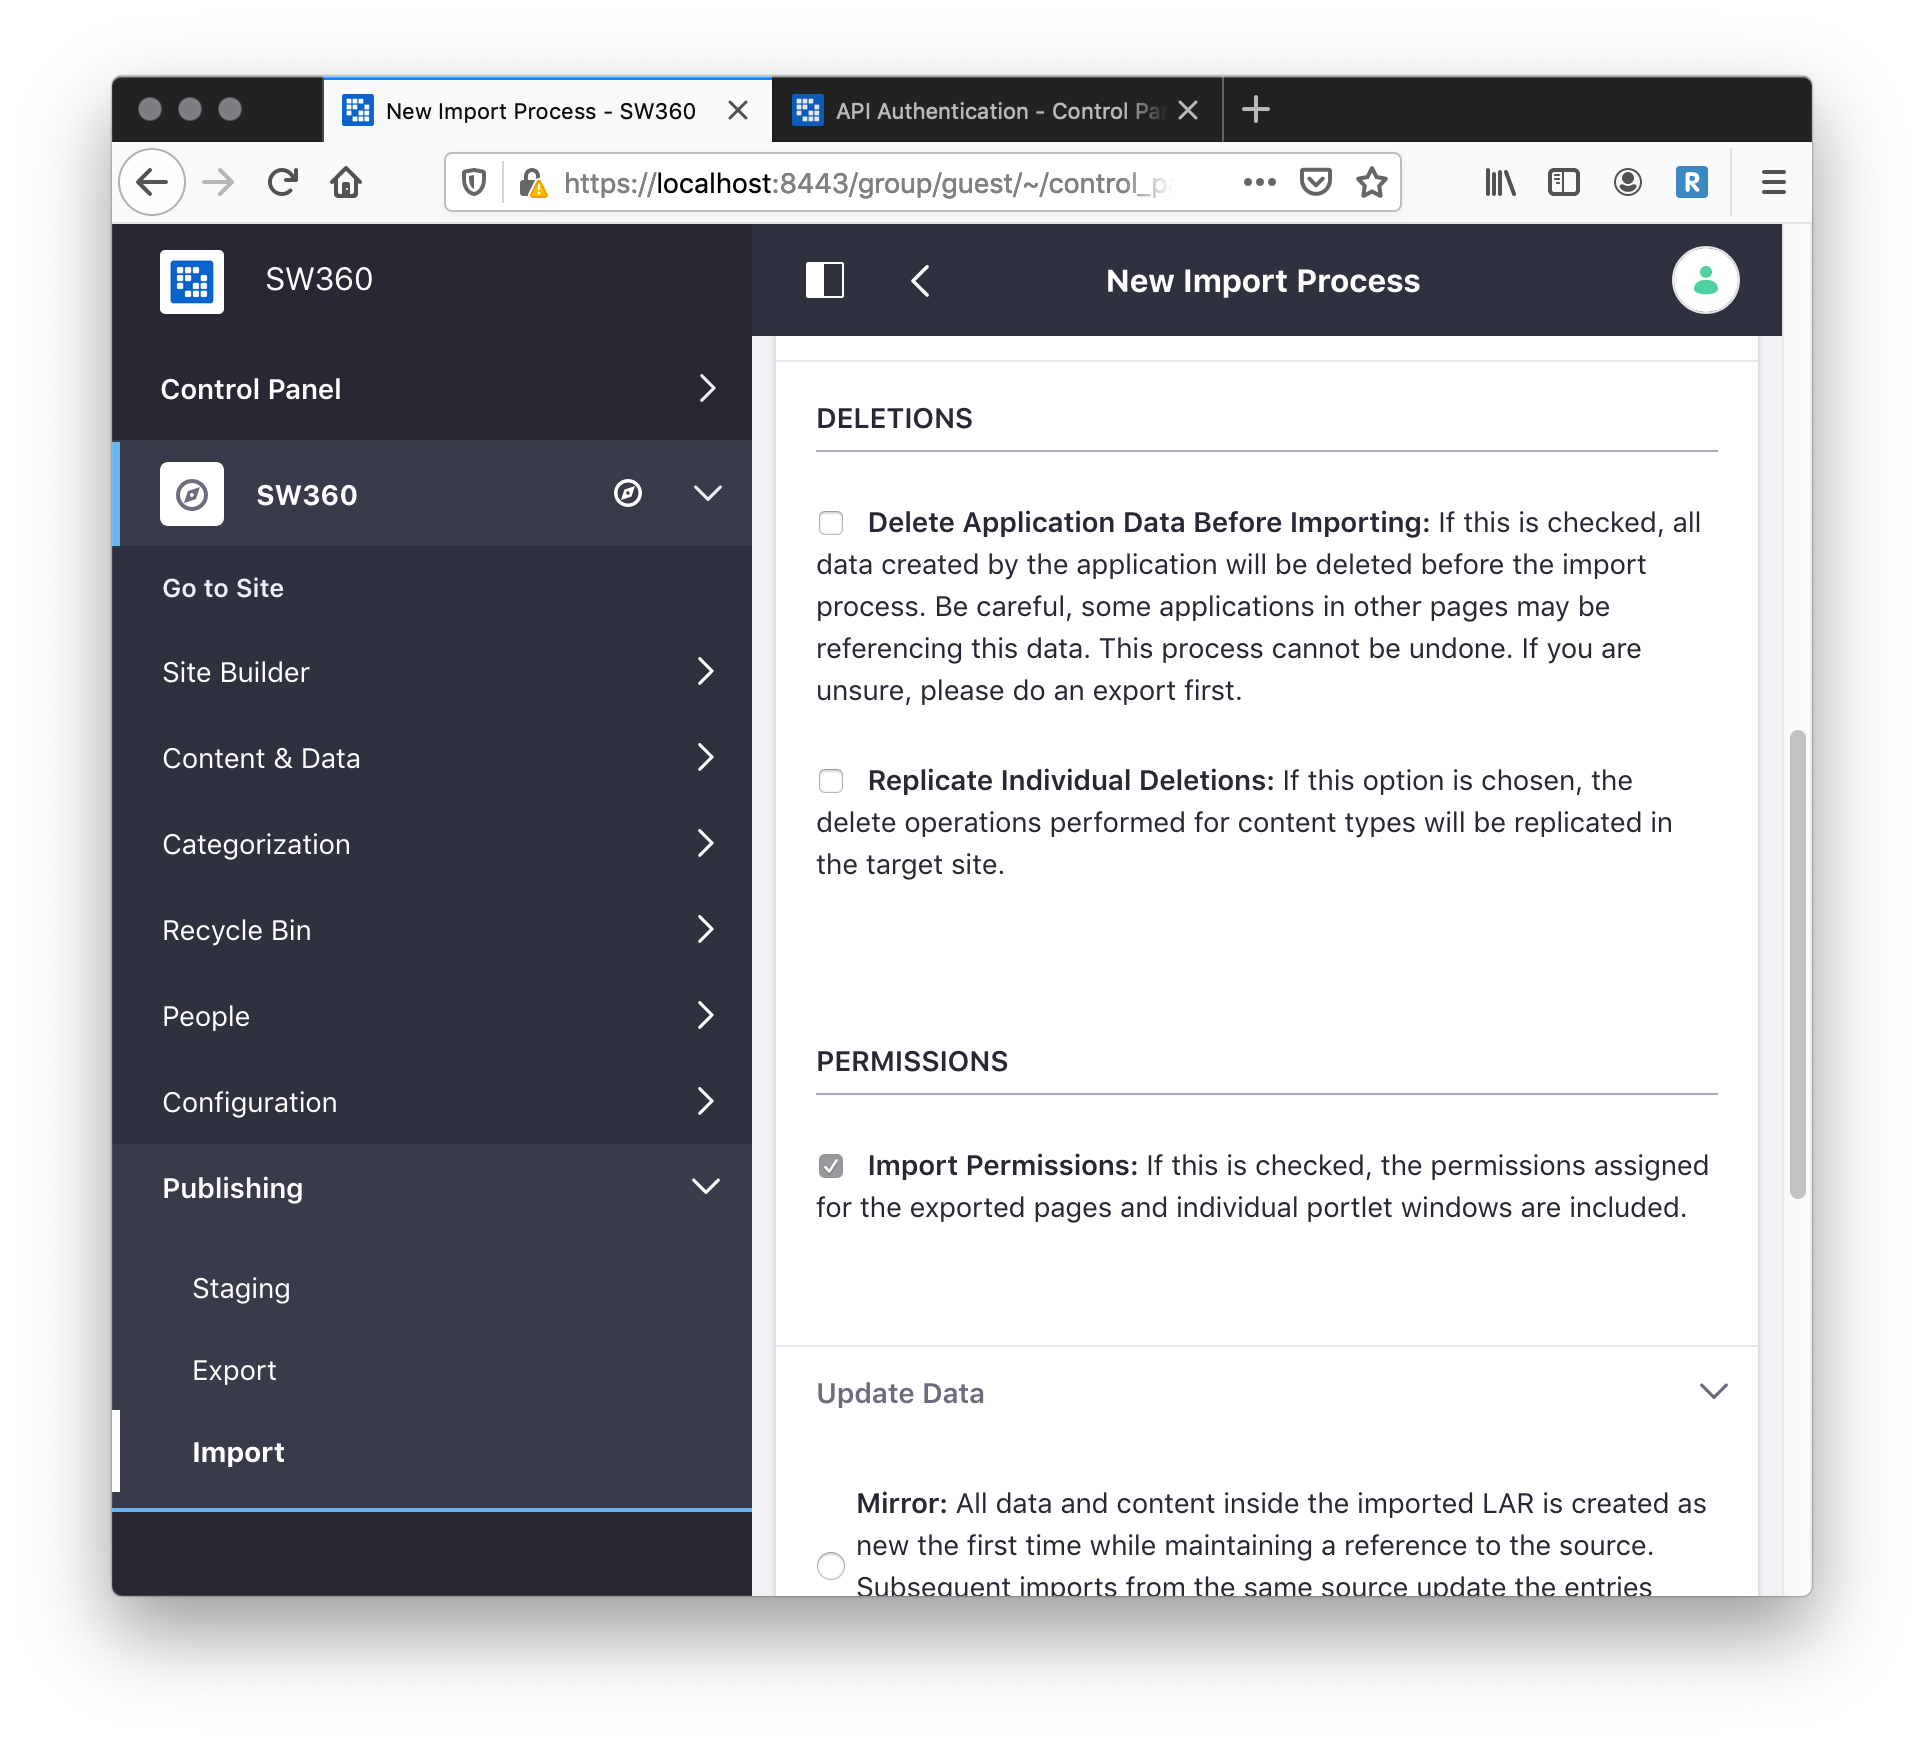 New Import Process - SW360
API Authentication - Control Pa
https://localhost:8443/group/guest/~/control_p
R
SW360
New Import Process
Control Panel
SW360
Go to Site
Site Builder
Content & Data
Categorization
Recycle Bin
People
Configuration
Publishing
Staging
Export
Import
DELETIONS
Delete Application Data Before Importing: If this is checked, all
data created by the application will be deleted before the import
process. Be careful, some applications in other pages may be
referencing this data. This process cannot be undone. If you are
unsure, please do an export first.
Replicate Individual Deletions: If this option is chosen, the
delete operations performed for content types will be replicated in
the target site.
PERMISSIONS
Import Permissions: If this is checked, the permissions assigned
for the exported pages and individual portlet windows are included.
Update Data
Mirror: All data and content inside the imported LAR is created as
new the first time while maintaining a reference to the source.
Subsequent imports from the same source update the entries